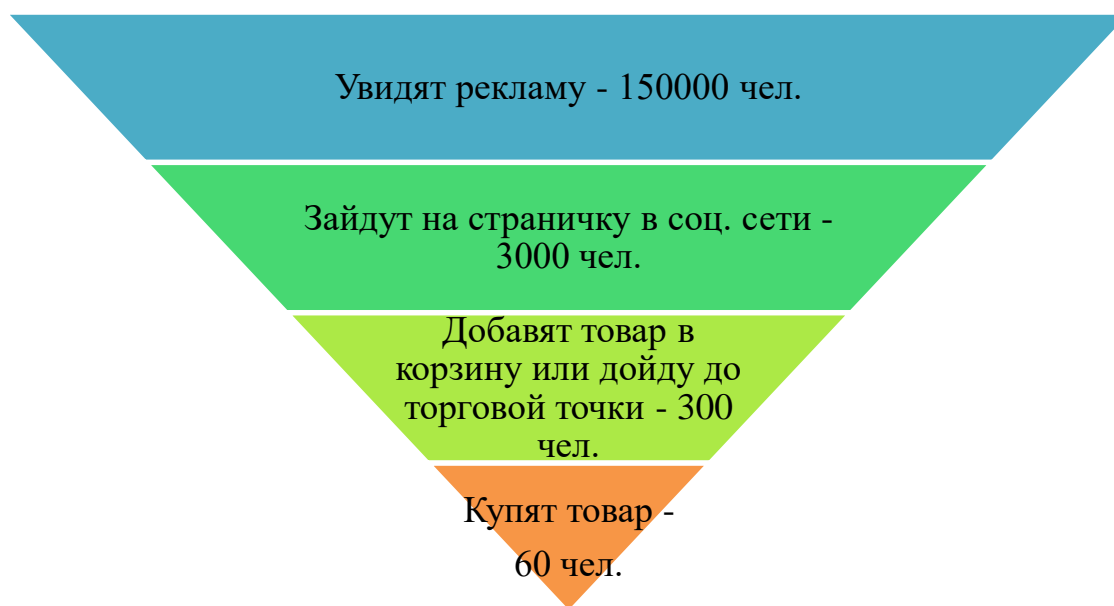 Увидят рекламу - 150000 чел.
Зайдут на страничку в соц. сети -
3000 чел.
Добавят товар в
корзину или дойду до
торговой точки - 300
чел.
Купят товар -
60 чел.